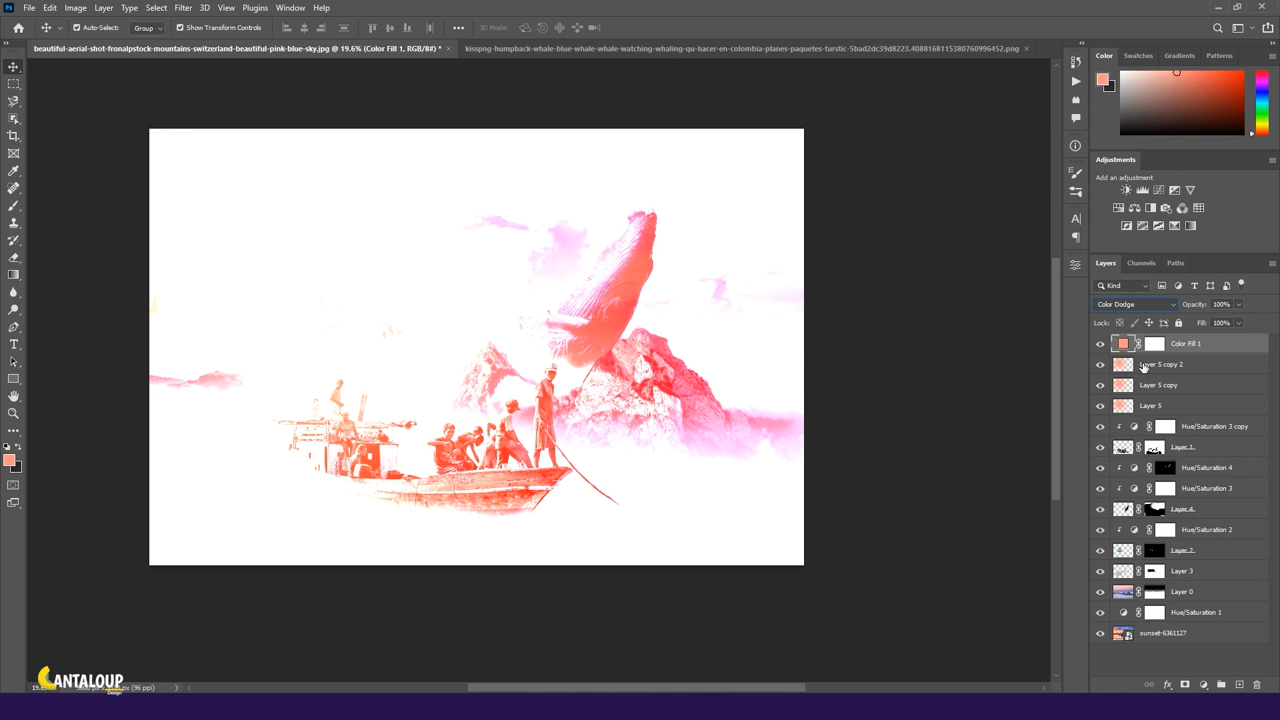 File Edit Image Layer Type Select Filter 3D View Plugins Window Help
Auto-Select: Group Show Transform Controls 3D Mode:
beautiful-aerial-shot-fronalpstock-mountains-switzerland-beautiful-pink-blue-sky.jpg @ 19.6% (Color Fill 1, RGB/8#) *
kisspng-humpback-whale-blue-whale-whale-watching-whaling-qu-hacer-en-colombia-planes-paquetes-turstic-5bad2dc39d8223.4088168115380760996452.png
Color Swatches Gradients Patterns
Adjustments
Add an adjustment
Layers Channels Paths
Kind
Color Dodge Opacity: 100%
Lock: Fill: 100%
Color Fill 1
Layer 5 copy 2
Layer 5 copy
Layer 5
Hue/Saturation 3 copy
Layer 1
Hue/Saturation 4
Hue/Saturation 3
Layer 4
Hue/Saturation 2
Layer 2
Layer 3
Layer 0
Hue/Saturation 1
sunset-6361127
CANTALOUP
Design
(96 ppi)